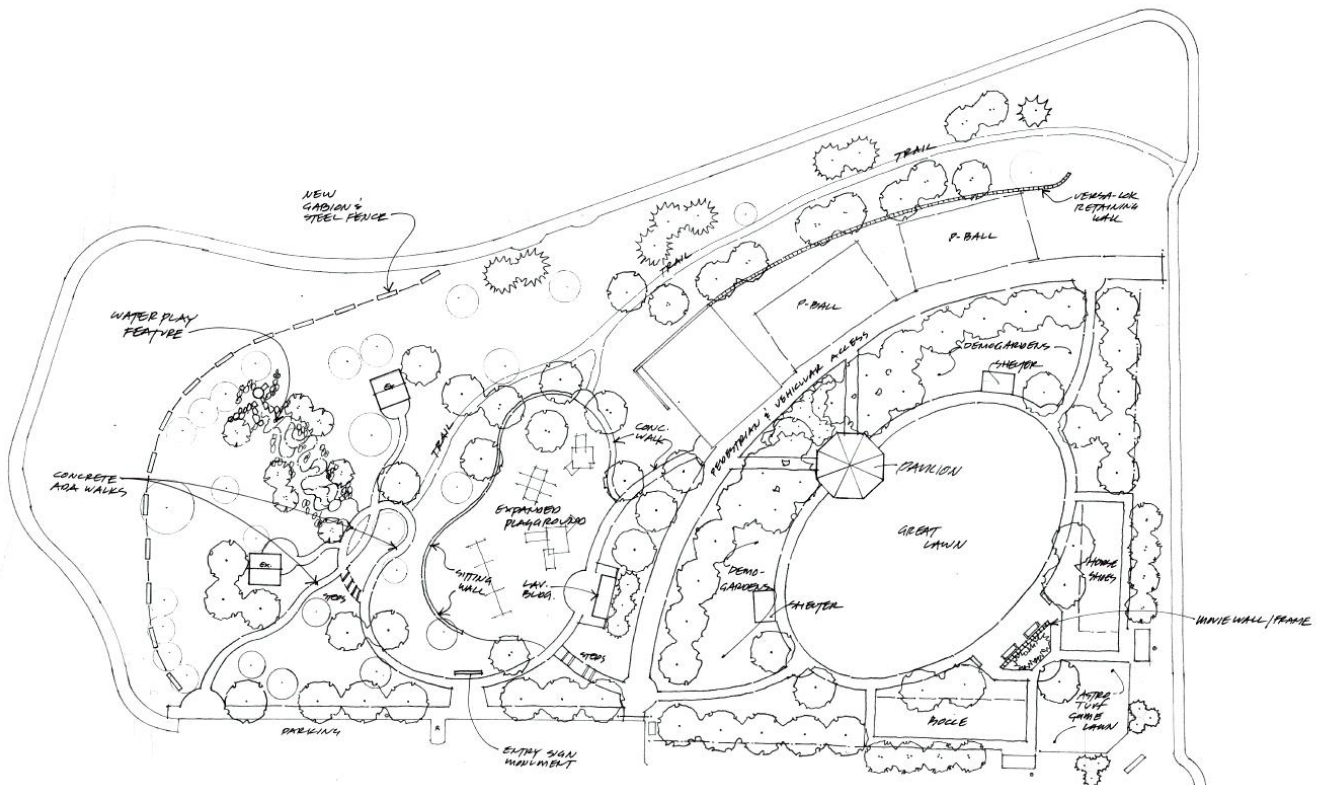 NEW
GABION &
STEEL FENCE
TRAIL
VERSA-LOK
RETAINING
WALL
P-BALL
TRAIL
P-BALL
WATER PLAY
FEATURE
EX.
DEMO GARDENS
SHELTER
PEDESTRIAN & VEHICULAR ACCESS
TRAIL
CONC.
WALK
PAVILION
CONCRETE
ADA WALKS
EXPANDED
PLAYGROUND
GREAT
LAWN
EX.
SITTING
WALL
LAV.
BLDG.
DEMO-
GARDENS
HORSE
SHOES
STEPS
SHELTER
MOVIE WALL / FRAME
STEPS
ASTRO
TURF
GAME
LAWN
BOCCE
PARKING
ENTRY SIGN
MONUMENT